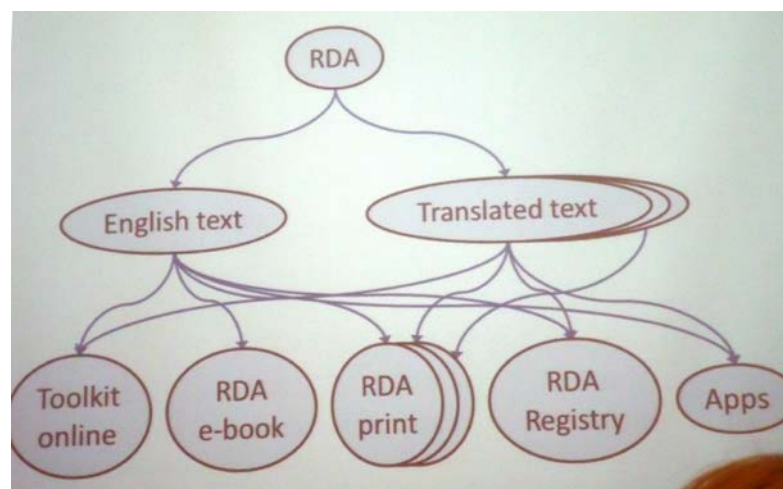 RDA
English text
Translated text
Toolkit
online
RDA
e-book
RDA
print
RDA
Registry
Apps